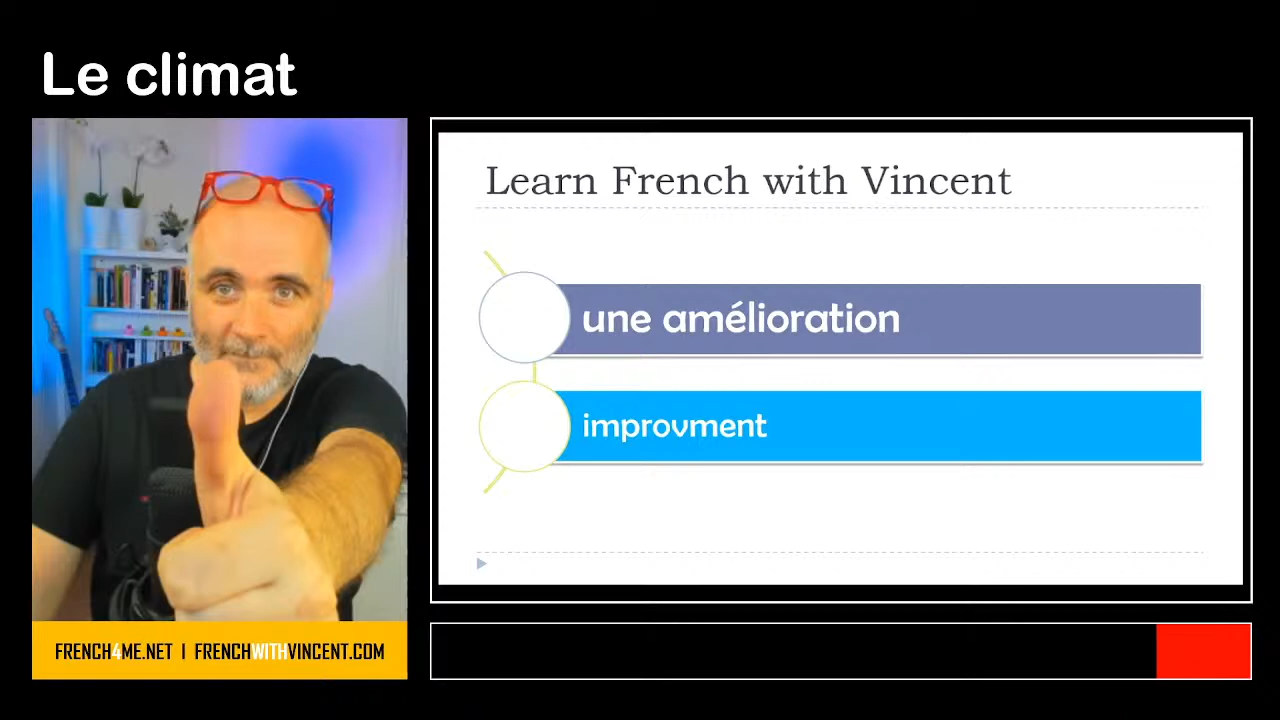 Le climat
Learn French with Vincent
une amélioration
improvment
FRENCH4ME.NET | FRENCHWITHVINCENT.COM